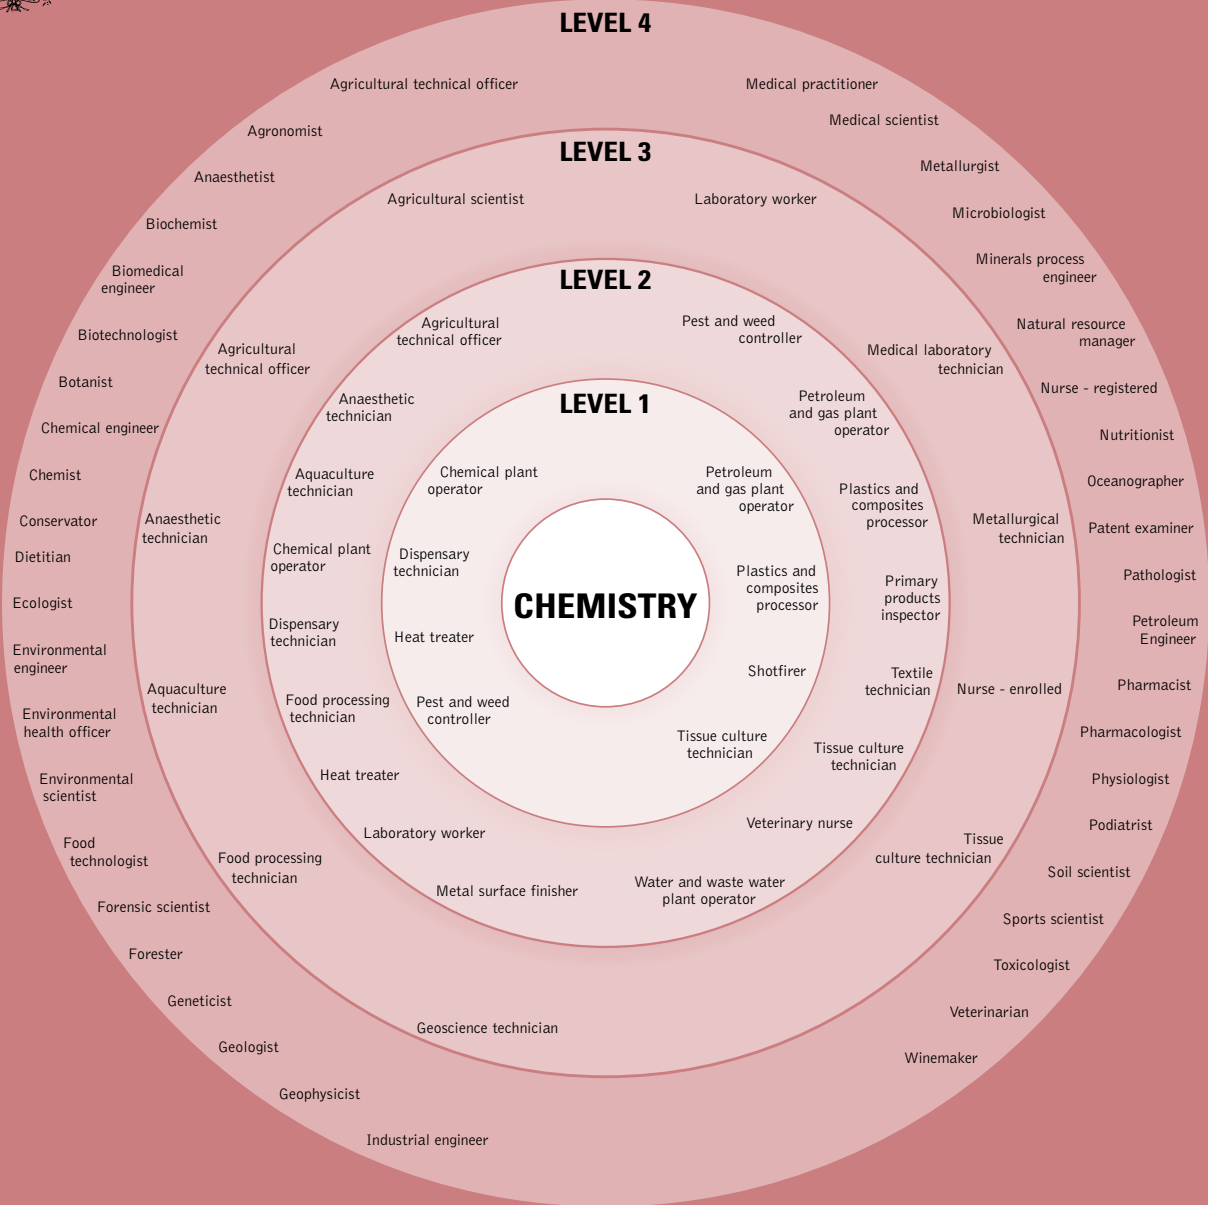 LEVEL 4
Agricultural technical officer
Agronomist
Anaesthetist
Biochemist
Biomedical
engineer
Biotechnologist
Botanist
Chemical engineer
Chemist
Conservator
Dietitian
Ecologist
Environmental
engineer
Environmental
health officer
Environmental
scientist
Food
technologist
Forensic scientist
Forester
Geneticist
Geologist
Geophysicist
Industrial engineer
Medical practitioner
Medical scientist
Metallurgist
Microbiologist
Minerals process
engineer
Natural resource
manager
Nurse - registered
Nutritionist
Oceanographer
Patent examiner
Pathologist
Petroleum
Engineer
Pharmacist
Pharmacologist
Physiologist
Podiatrist
Soil scientist
Sports scientist
Toxicologist
Veterinarian
Winemaker
LEVEL 3
Agricultural scientist
Agricultural
technical officer
Anaesthetic
technician
Aquaculture
technician
Food processing
technician
Geoscience technician
Laboratory worker
Medical laboratory
technician
Metallurgical
technician
Nurse - enrolled
Tissue
culture technician
LEVEL 2
Agricultural
technical officer
Anaesthetic
technician
Aquaculture
technician
Chemical plant
operator
Dispensary
technician
Food processing
technician
Heat treater
Laboratory worker
Metal surface finisher
Pest and weed
controller
Petroleum
and gas plant
operator
Plastics and
composites
processor
Primary
products
inspector
Textile
technician
Tissue culture
technician
Veterinary nurse
Water and waste water
plant operator
LEVEL 1
Chemical plant
operator
Dispensary
technician
Heat treater
Pest and weed
controller
Petroleum
and gas plant
operator
Plastics and
composites
processor
Shotfirer
Tissue culture
technician
CHEMISTRY